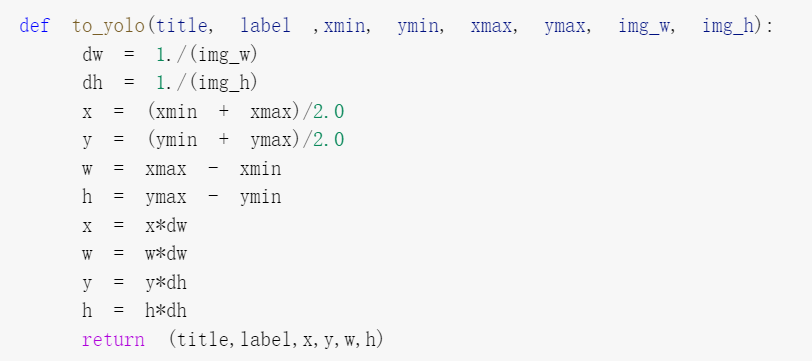 def to_yolo(title, label ,xmin, ymin, xmax, ymax, img_w, img_h):
dw = 1./(img_w)
dh = 1./(img_h)
x = (xmin + xmax)/2.0
y = (ymin + ymax)/2.0
w = xmax - xmin
h = ymax - ymin
x = x*dw
w = w*dw
y = y*dh
h = h*dh
return (title,label,x,y,w,h)